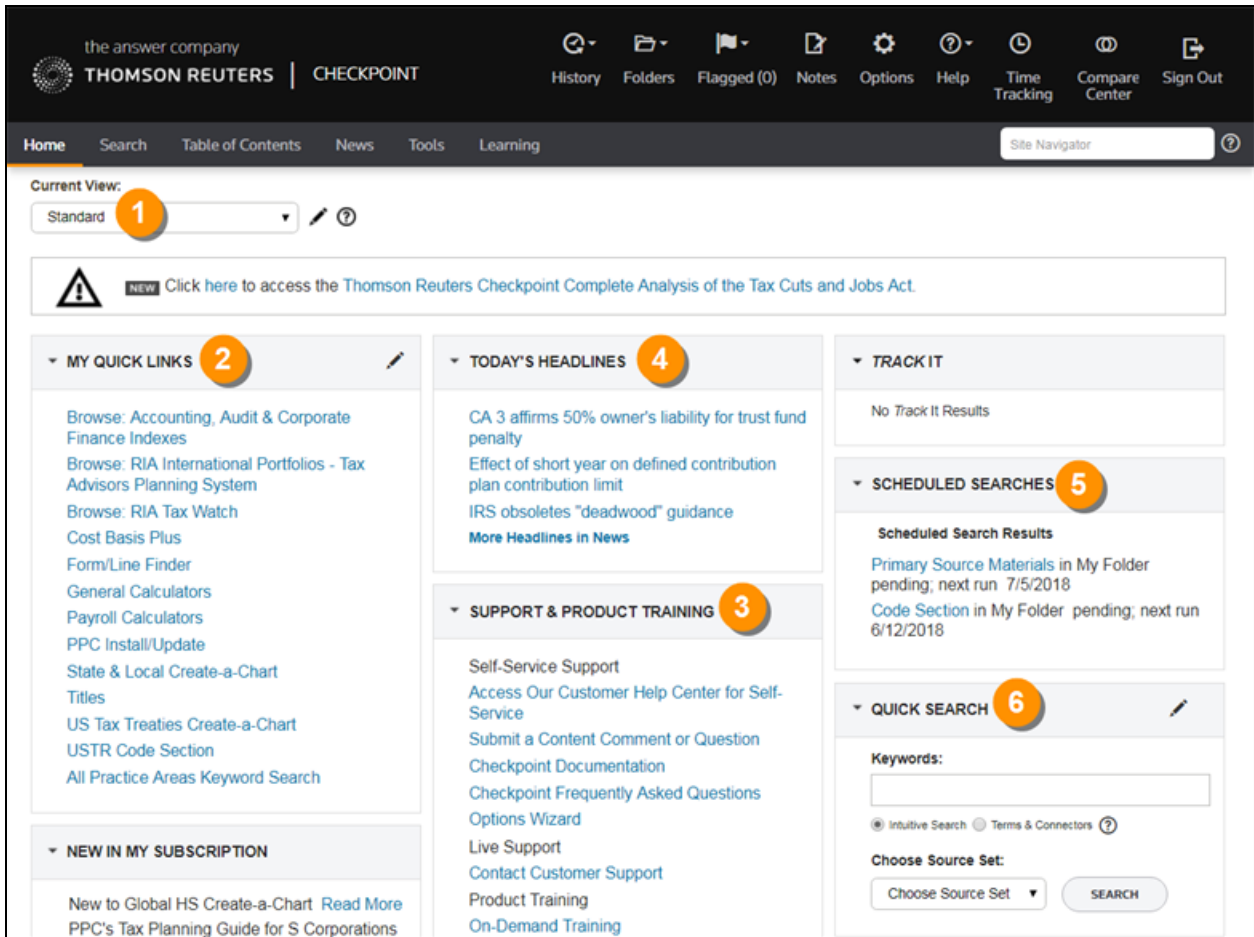 the answer company
THOMSON REUTERS | CHECKPOINT
History
Folders
Flagged (0)
Notes
Options
Help
Time
Tracking
Compare
Center
Sign Out
Home
Search
Table of Contents
News
Tools
Learning
Site Navigator
Current View:
Standard
1
NEW Click here to access the Thomson Reuters Checkpoint Complete Analysis of the Tax Cuts and Jobs Act.
MY QUICK LINKS
2
Browse: Accounting, Audit & Corporate
Finance Indexes
Browse: RIA International Portfolios - Tax
Advisors Planning System
Browse: RIA Tax Watch
Cost Basis Plus
Form/Line Finder
General Calculators
Payroll Calculators
PPC Install/Update
State & Local Create-a-Chart
Titles
US Tax Treaties Create-a-Chart
USTR Code Section
All Practice Areas Keyword Search
NEW IN MY SUBSCRIPTION
New to Global HS Create-a-Chart Read More
PPC's Tax Planning Guide for S Corporations
TODAY'S HEADLINES
4
CA 3 affirms 50% owner's liability for trust fund
penalty
Effect of short year on defined contribution
plan contribution limit
IRS obsoletes "deadwood" guidance
More Headlines in News
SUPPORT & PRODUCT TRAINING
3
Self-Service Support
Access Our Customer Help Center for Self-
Service
Submit a Content Comment or Question
Checkpoint Documentation
Checkpoint Frequently Asked Questions
Options Wizard
Live Support
Contact Customer Support
Product Training
On-Demand Training
TRACK IT
No Track It Results
SCHEDULED SEARCHES
5
Scheduled Search Results
Primary Source Materials in My Folder
pending; next run 7/5/2018
Code Section in My Folder pending; next run
6/12/2018
QUICK SEARCH
6
Keywords:
Intuitive Search Terms & Connectors
Choose Source Set:
Choose Source Set
SEARCH